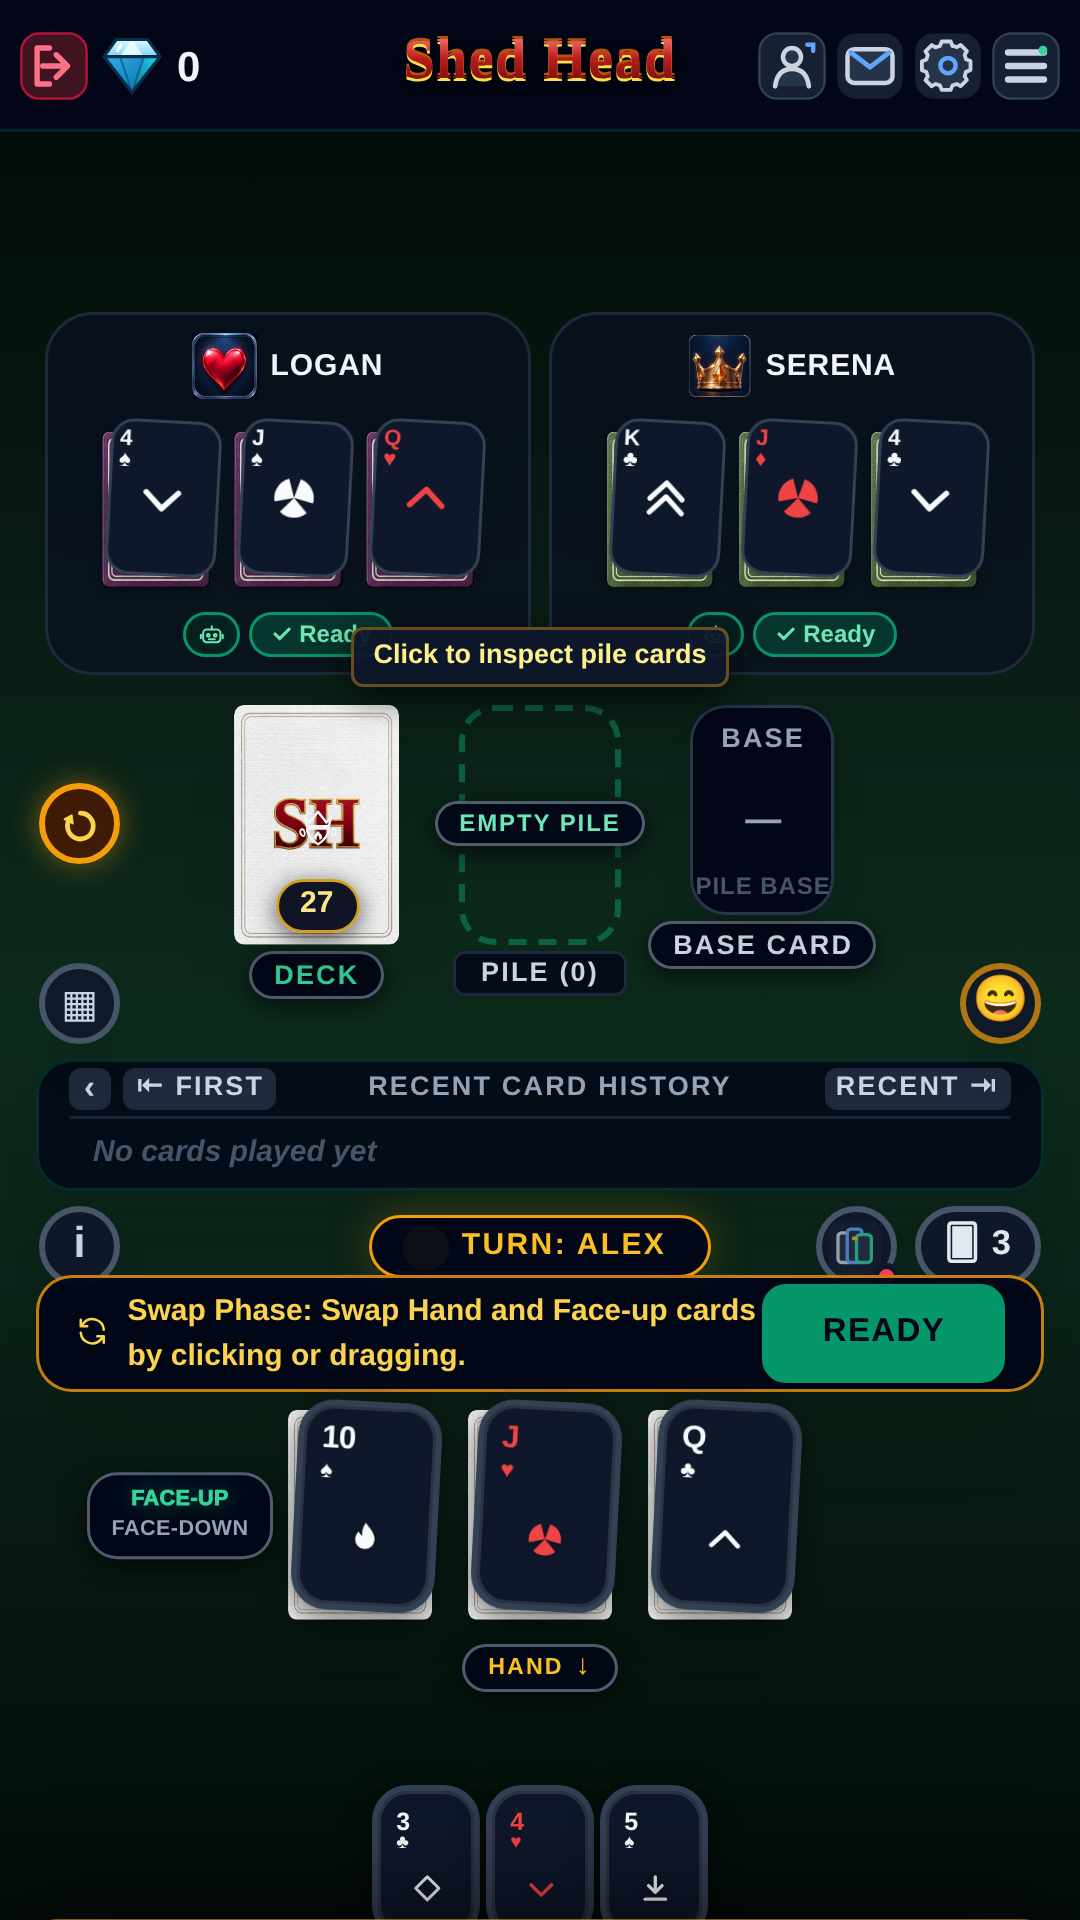 0
Shed Head
LOGAN
SERENA
4
♠
J
♠
Q
♥
K
♣
J
♦
4
♣
Ready
Ready
Click to inspect pile cards
SH
27
DECK
EMPTY PILE
PILE (0)
BASE
—
PILE BASE
BASE CARD
‹
⇤ FIRST
RECENT CARD HISTORY
RECENT ⇥
No cards played yet
i
TURN: ALEX
3
Swap Phase: Swap Hand and Face-up cards
by clicking or dragging.
READY
FACE-UP
FACE-DOWN
10
♠
J
♥
Q
♣
HAND ↓
3
♣
4
♥
5
♠